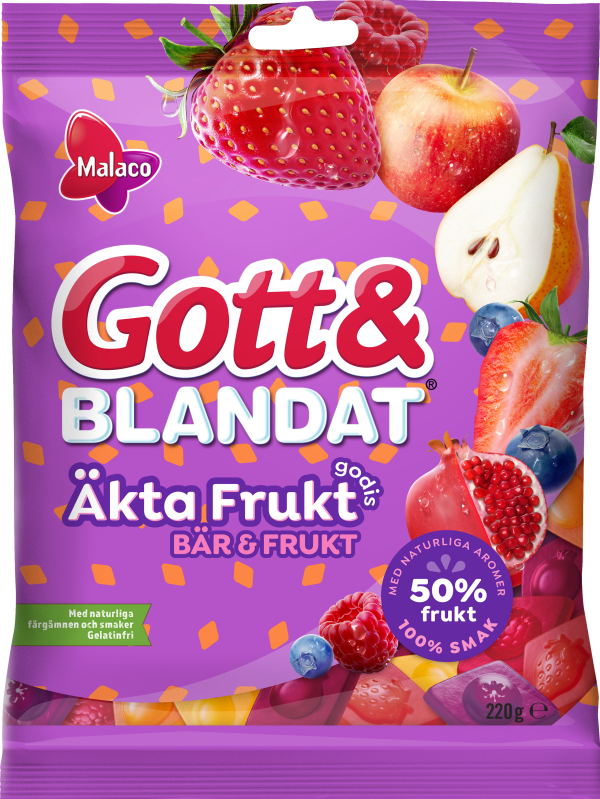 Malaco
Gott&
BLANDAT®
Äkta Frukt godis
BÄR & FRUKT
MED NATURLIGA AROMER
50%
frukt
100% SMAK
Med naturliga
färgämnen och smaker
Gelatinfri
220g ℮